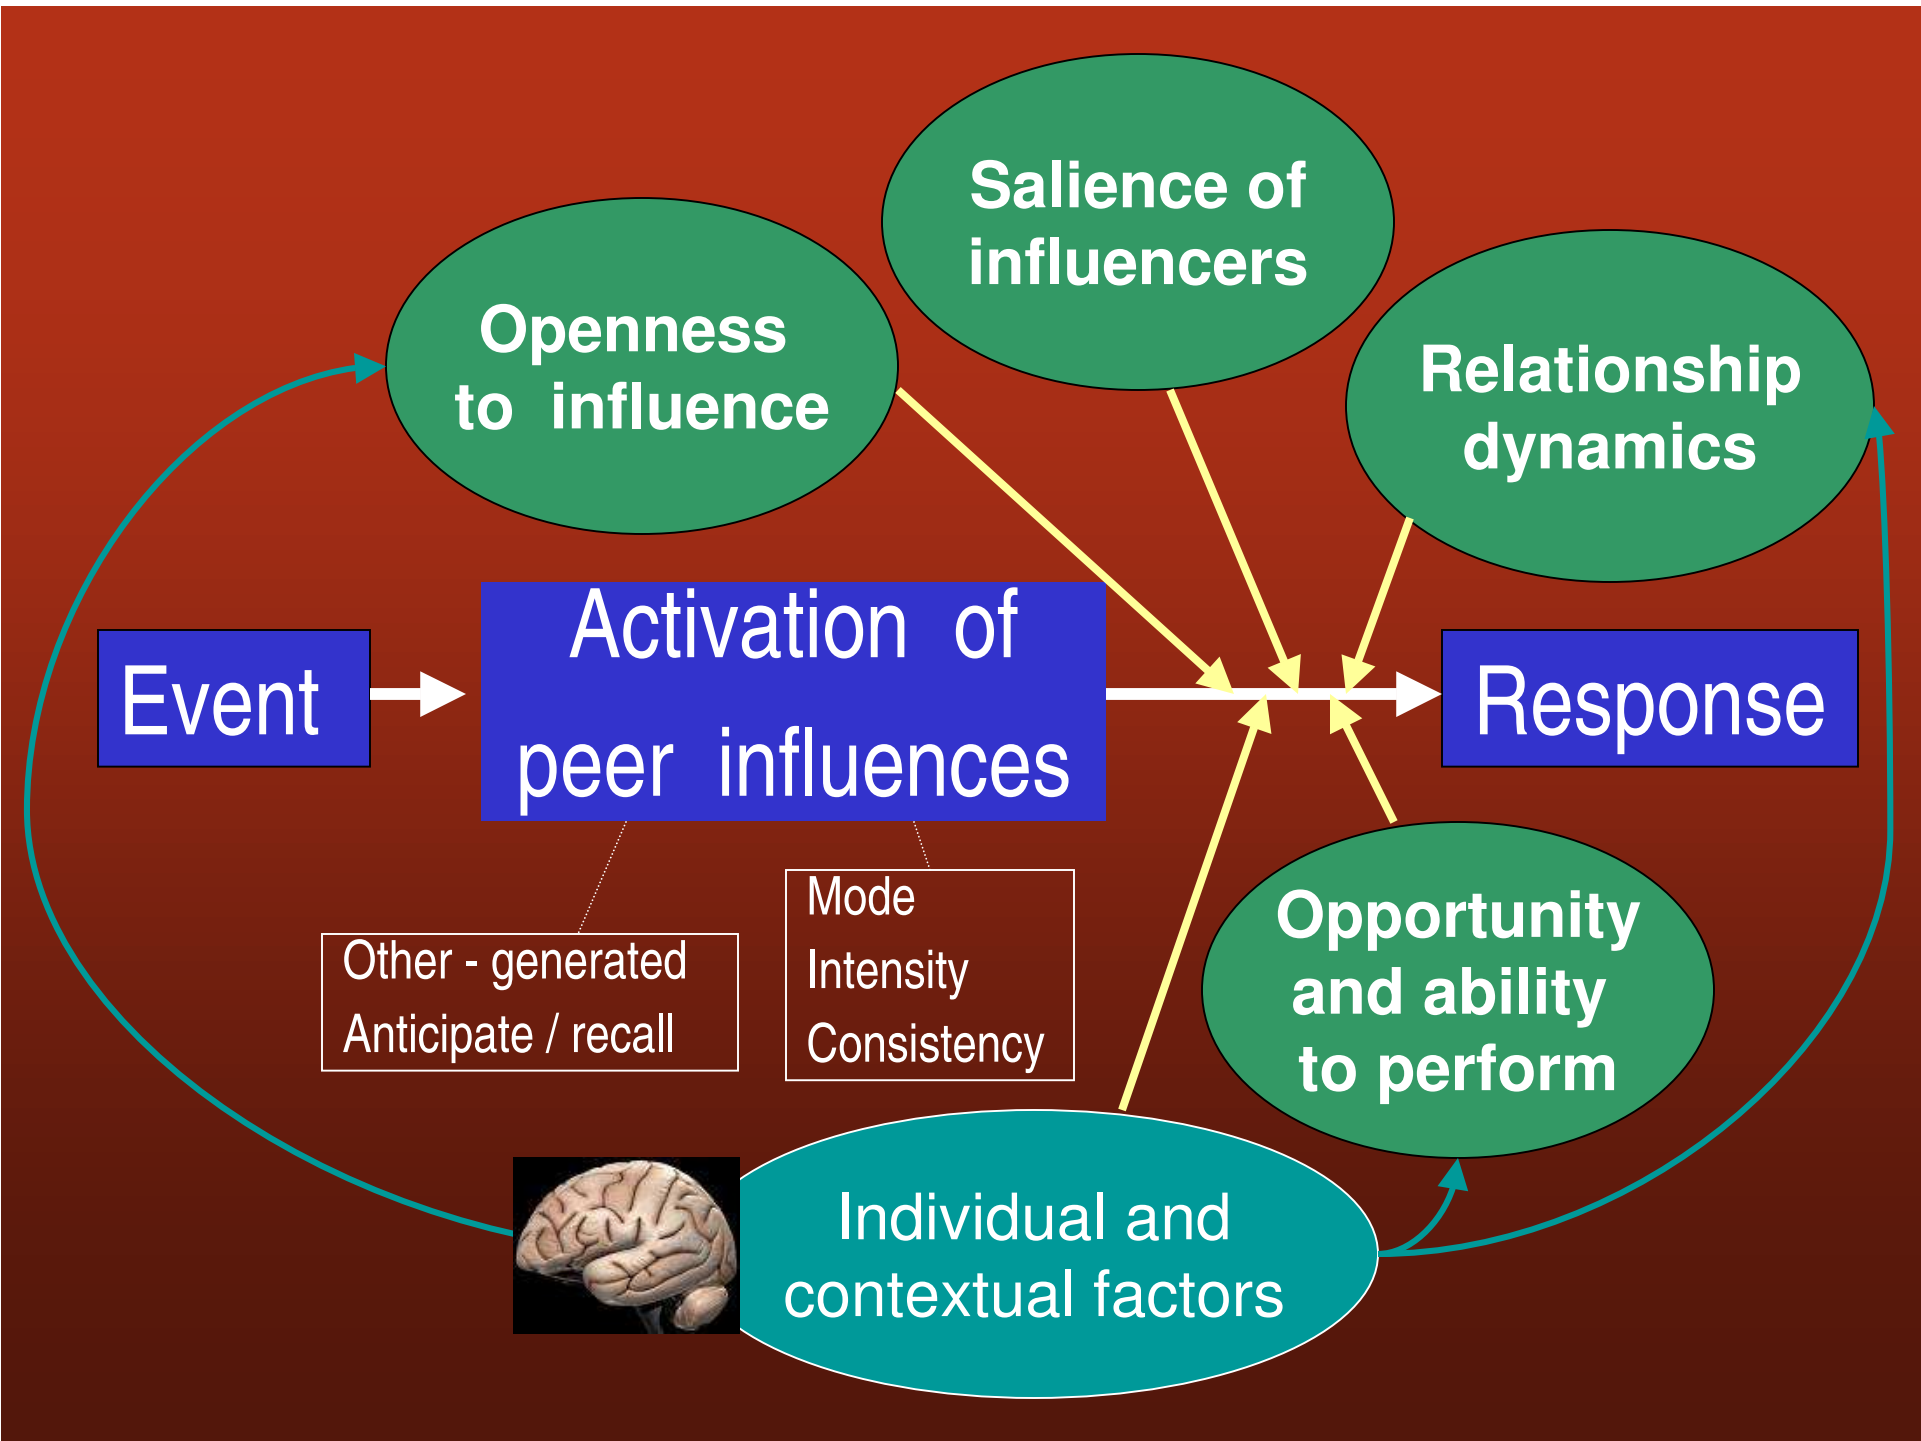 Salience of
influencers
Openness
to influence
Relationship
dynamics
Event
Activation of
peer influences
Response
Other - generated
Anticipate / recall
Mode
Intensity
Consistency
Opportunity
and ability
to perform
Individual and
contextual factors